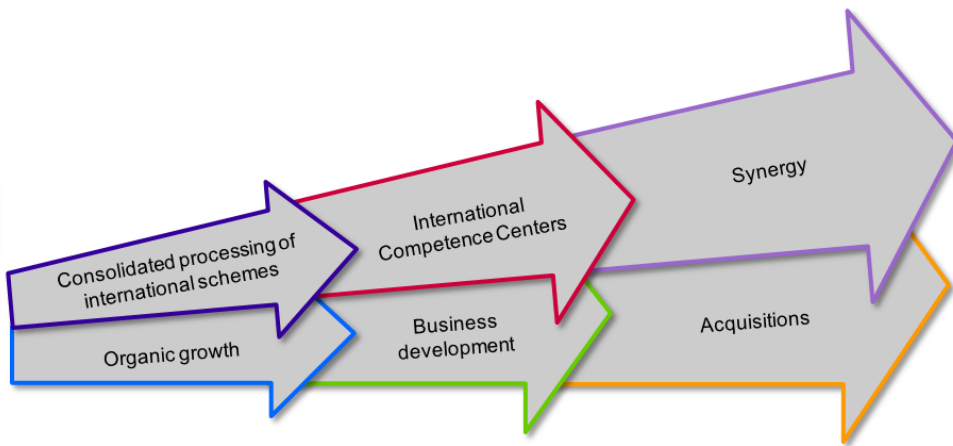 Consolidated processing of
international schemes
International
Competence Centers
Synergy
Organic growth
Business
development
Acquisitions